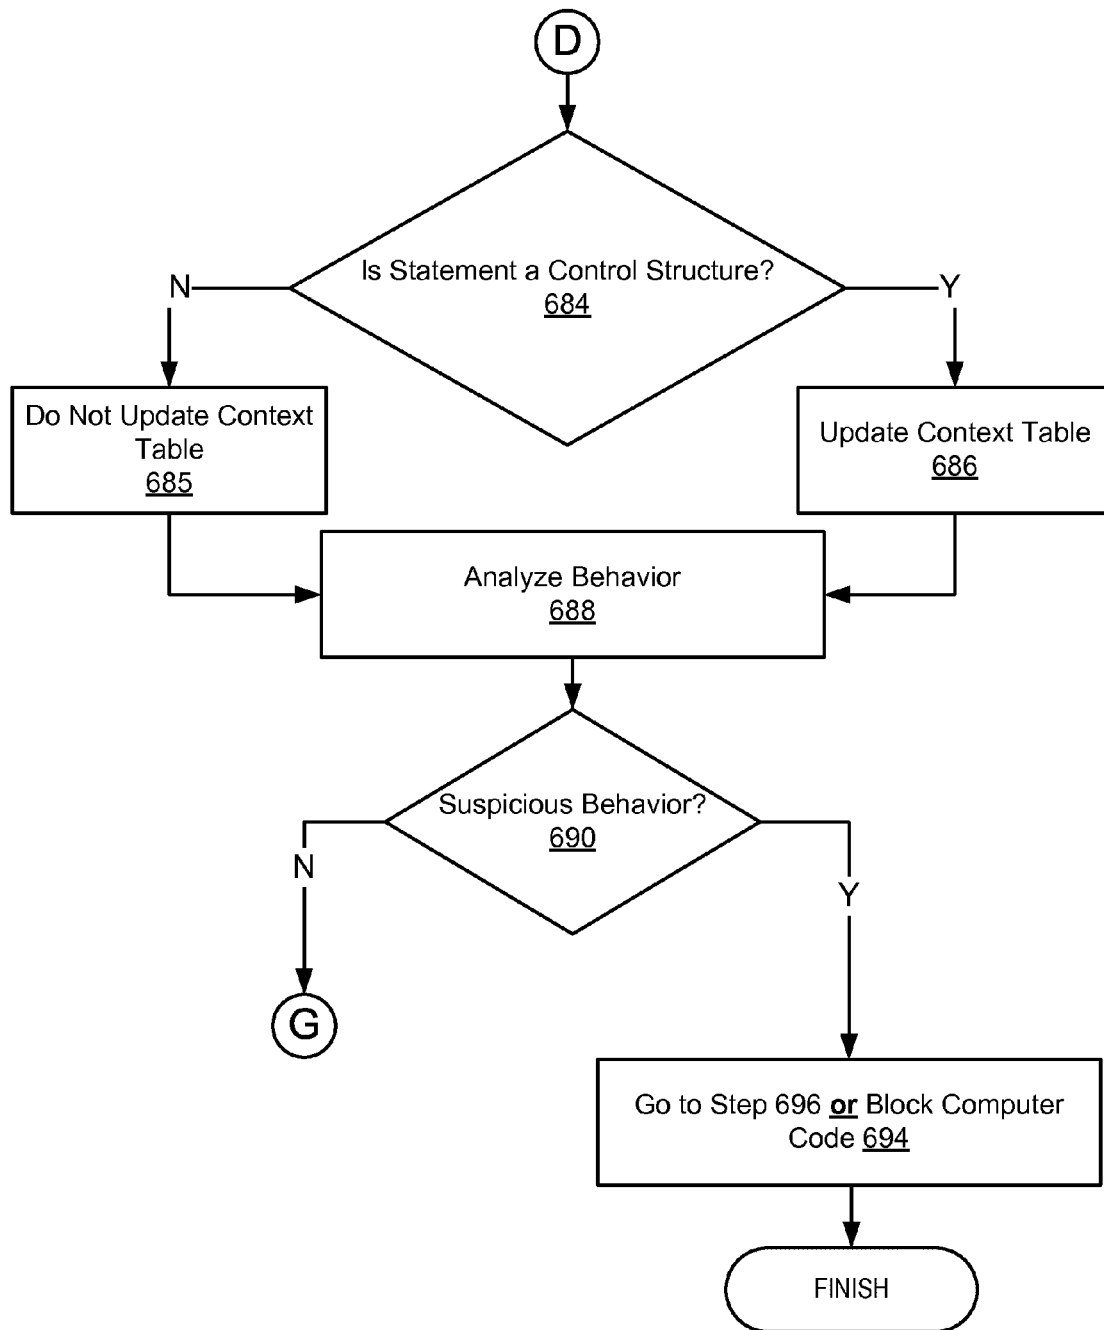 D
Is Statement a Control Structure?
684
N
Y
Do Not Update Context
Table
685
Update Context Table
686
Analyze Behavior
688
Suspicious Behavior?
690
N
Y
G
Go to Step 696 or Block Computer
Code 694
FINISH